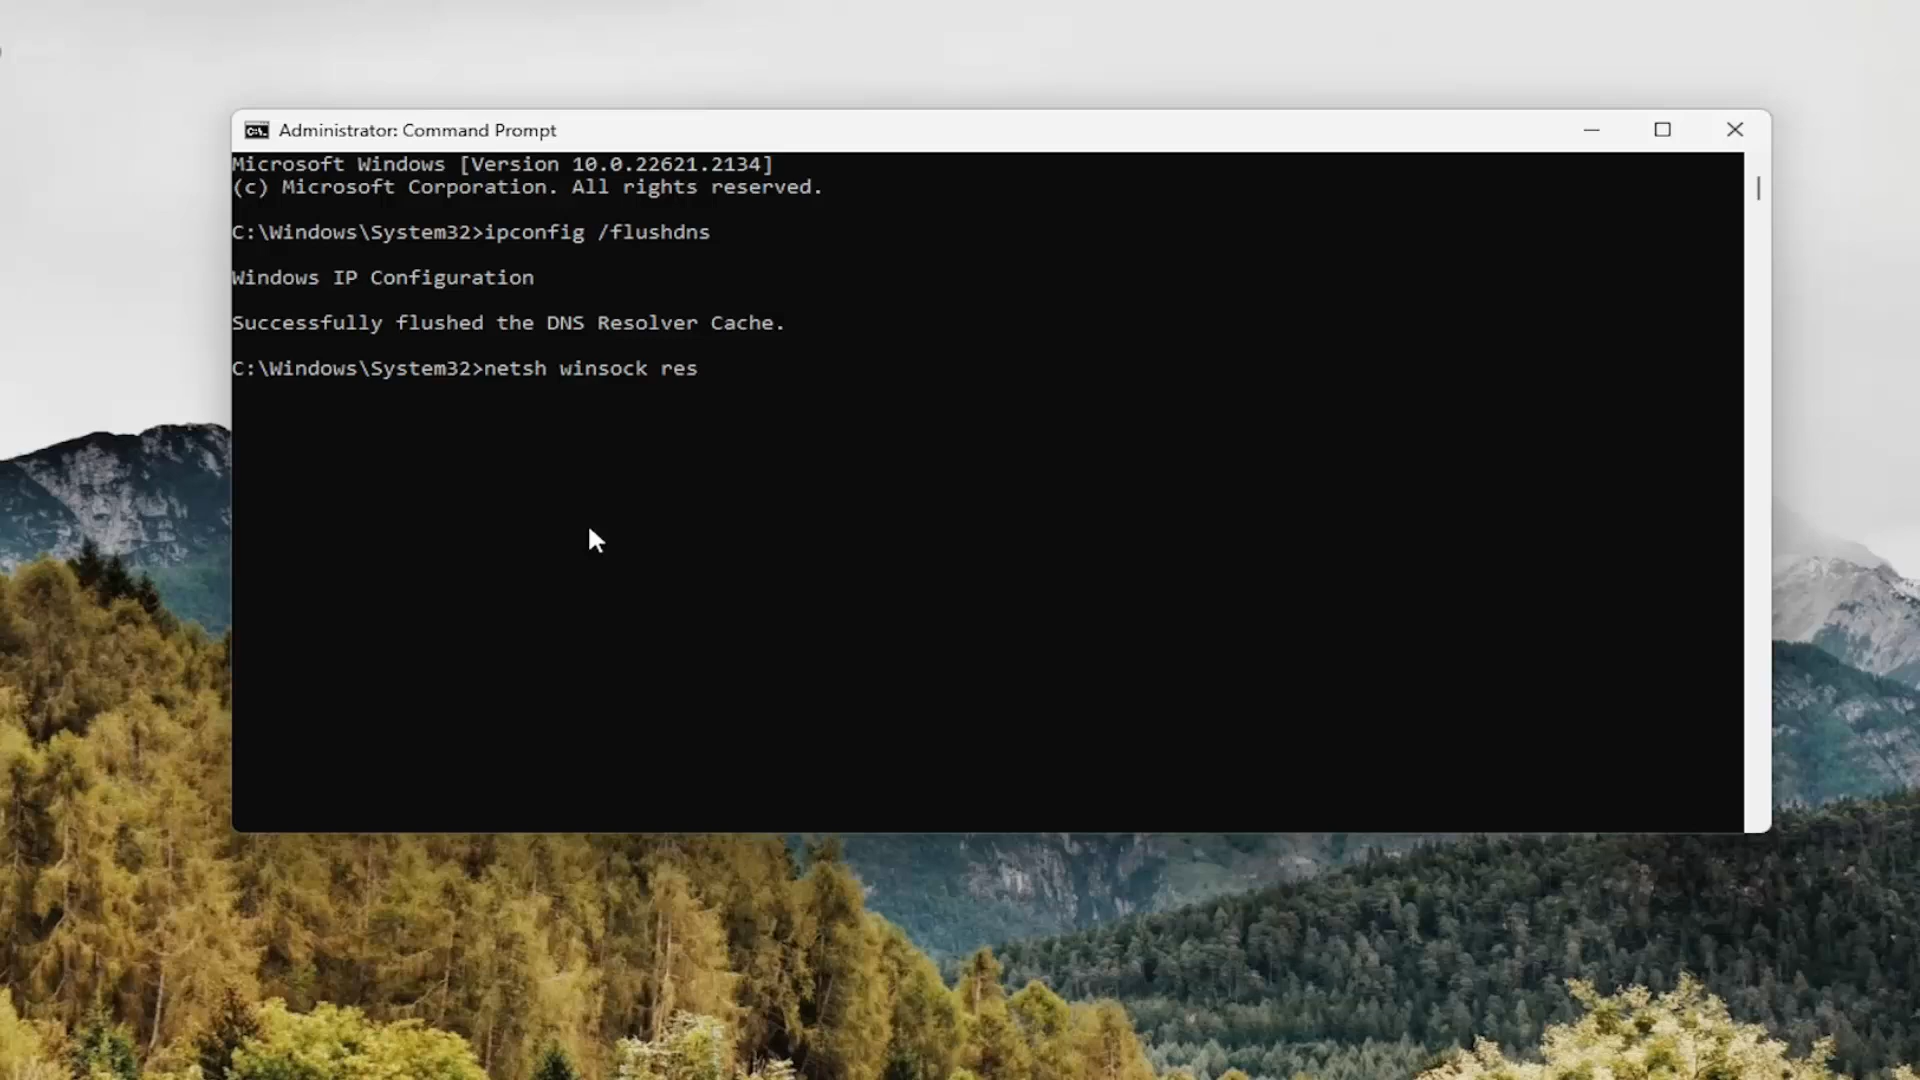 Administrator: Command Prompt
Microsoft Windows [Version 10.0.22621.2134]
(c) Microsoft Corporation. All rights reserved.
C:\Windows\System32>ipconfig /flushdns
Windows IP Configuration
Successfully flushed the DNS Resolver Cache.
C:\Windows\System32>netsh winsock res